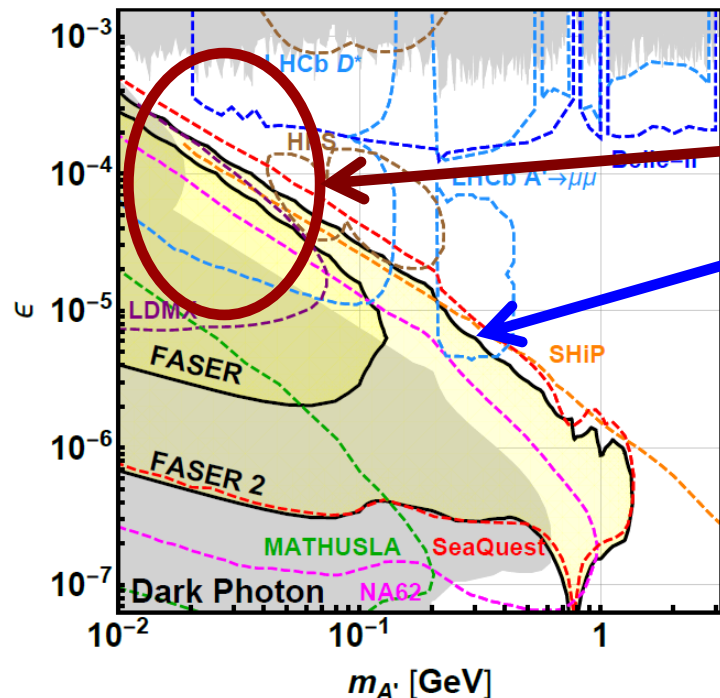 10⁻³
LHCb D*
HPS
10⁻⁴
Belle-II
LHCb A'→μμ
ϵ
10⁻⁵
LDMX
SHiP
FASER
10⁻⁶
FASER 2
MATHUSLA
SeaQuest
10⁻⁷
Dark Photon
NA62
10⁻²
10⁻¹
1
m_A' [GeV]